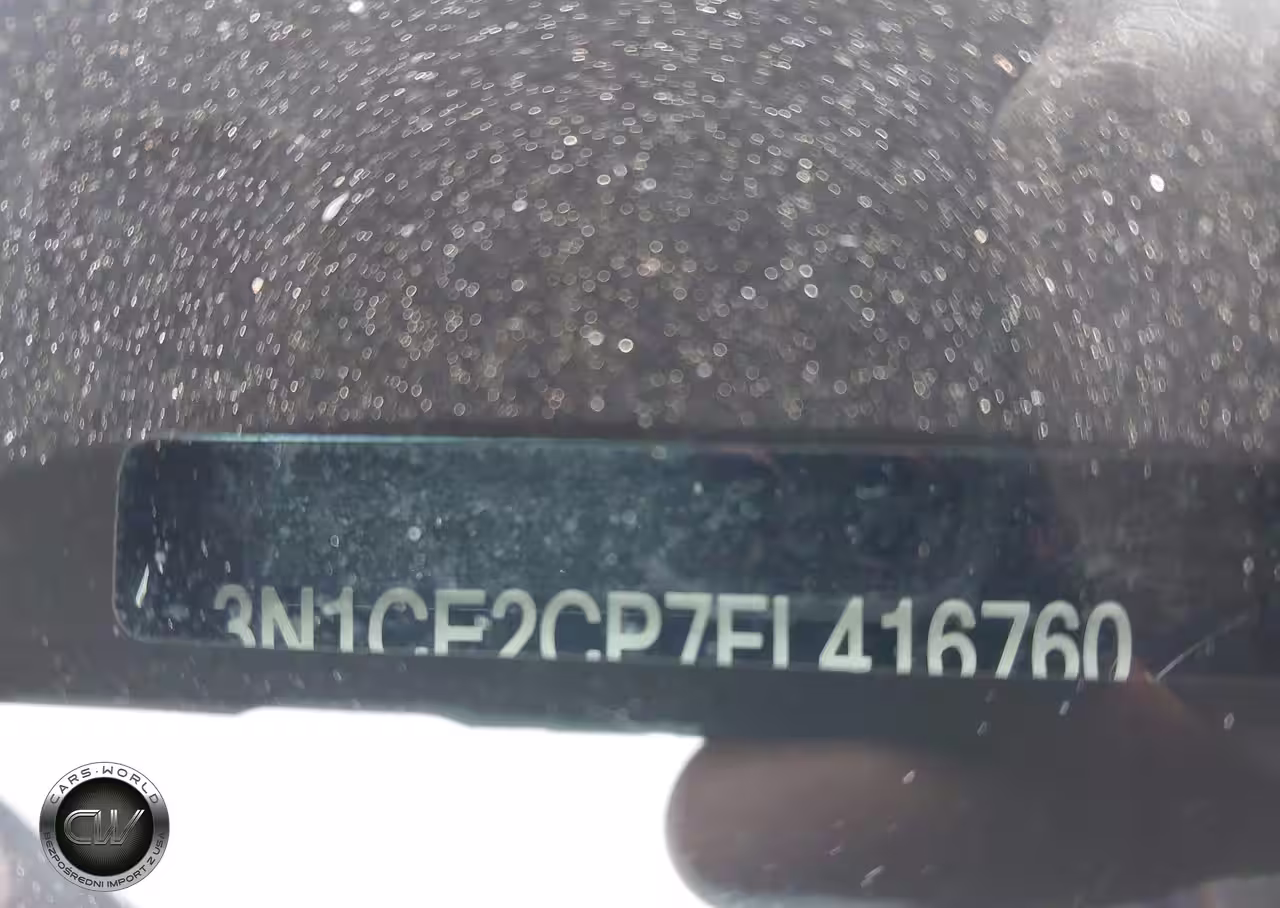 3N1CE2CP7FL416760
CARS·WORLD
CW
BEZPOŚREDNI IMPORT Z USA